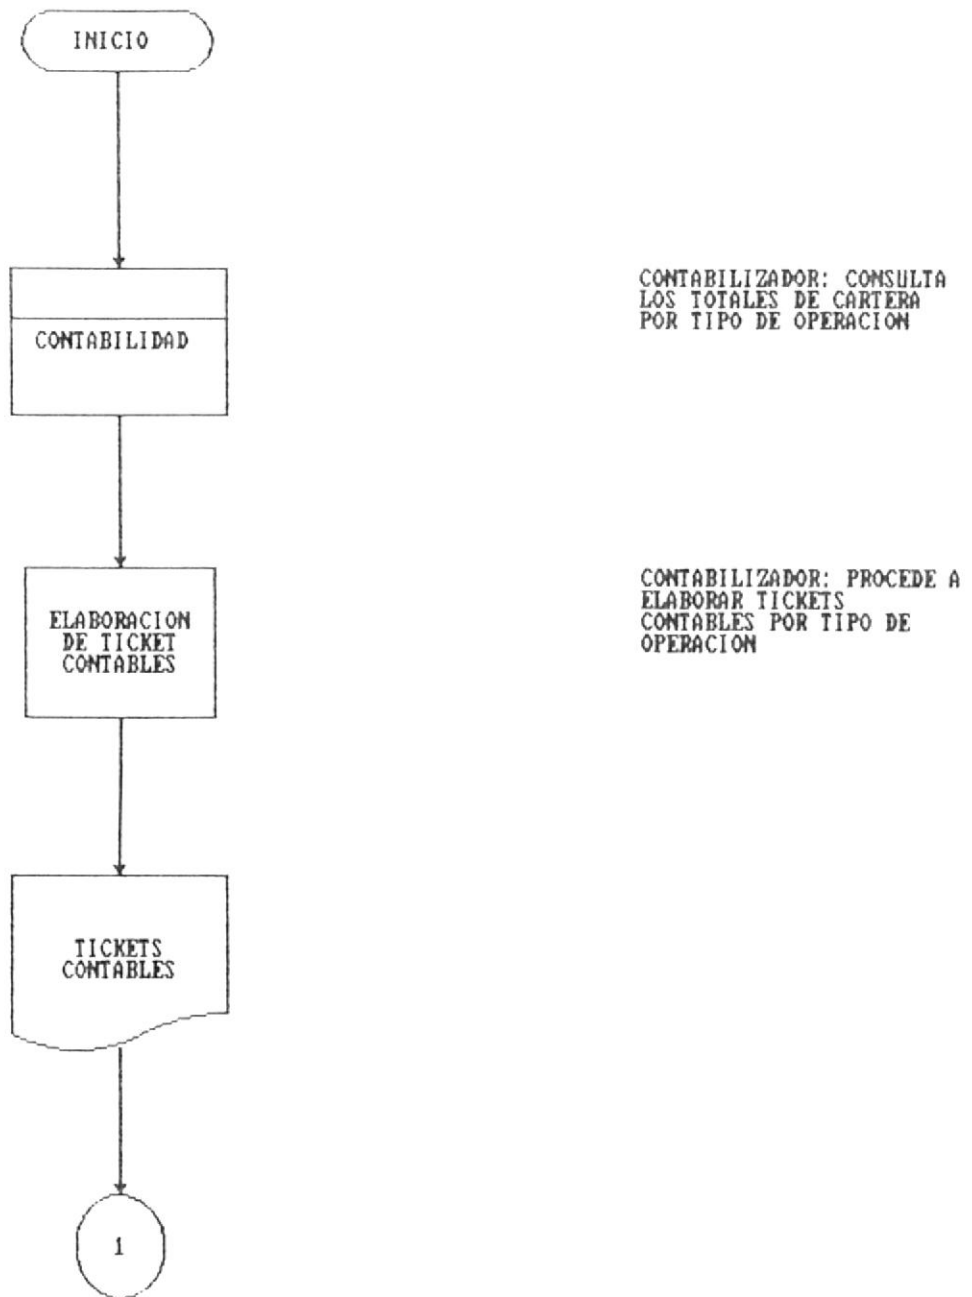 INICIO
CONTABILIDAD
CONTABILIZADOR: CONSULTA
LOS TOTALES DE CARTERA
POR TIPO DE OPERACION
ELABORACION
DE TICKET
CONTABLES
CONTABILIZADOR: PROCEDE A
ELABORAR TICKETS
CONTABLES POR TIPO DE
OPERACION
TICKETS
CONTABLES
1